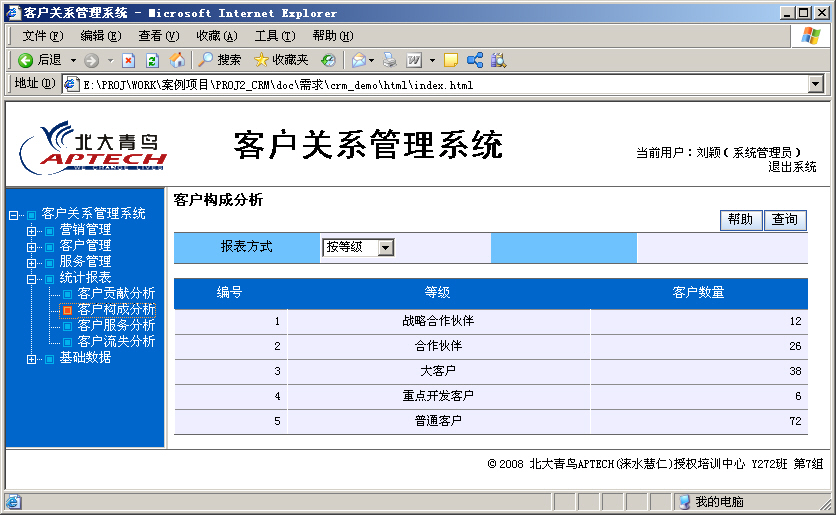 客户关系管理系统 - Microsoft Internet Explorer
文件(F) 编辑(E) 查看(V) 收藏(A) 工具(T) 帮助(H)
后退 搜索 收藏夹
地址(D) E:\PROJ\WORK\案例项目\PROJ2_CRM\doc\需求\crm_demo\html\index.html
北大青鸟
APTECH
WE CHANGE LIVES
客户关系管理系统
当前用户：刘颖(系统管理员)
退出系统
客户关系管理系统
营销管理
客户管理
服务管理
统计报表
客户贡献分析
客户构成分析
客户服务分析
客户流失分析
基础数据
客户构成分析
帮助 查询
报表方式 按等级
编号 等级 客户数量
1 战略合作伙伴 12
2 合作伙伴 26
3 大客户 38
4 重点开发客户 6
5 普通客户 72
©2008 北大青鸟APTECH(涞水慧仁)授权培训中心 Y272班 第7组
我的电脑